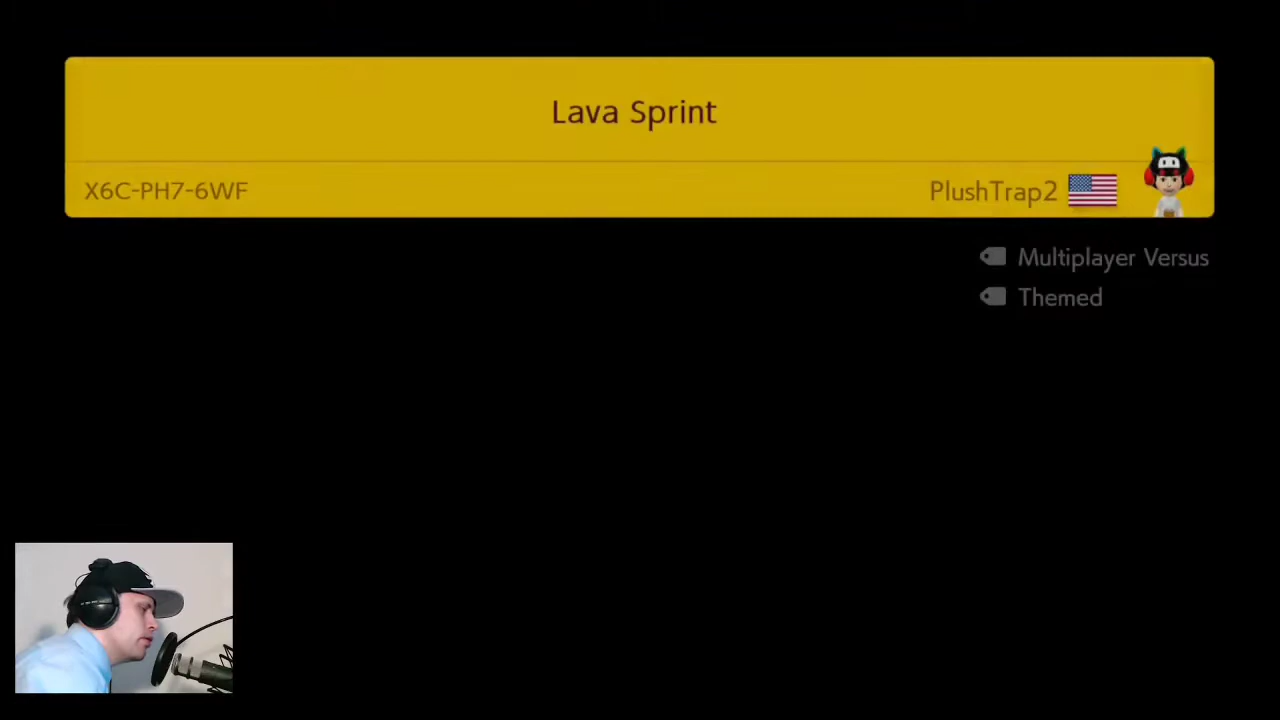 Lava Sprint
X6C-PH7-6WF
PlushTrap2
Multiplayer Versus
Themed